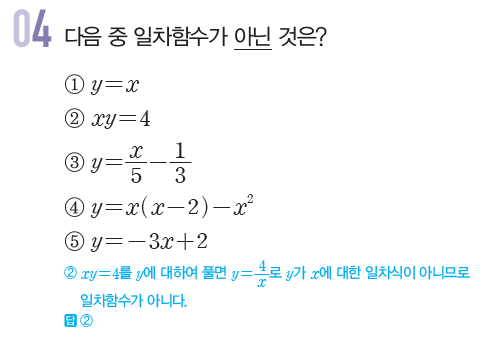 04 다음 중 일차함수가 아닌 것은?
① y=x
② xy=4
③ y=x/5-1/3
④ y=x(x-2)-x²
⑤ y=-3x+2
② xy=4를 y에 대하여 풀면 y=4/x로 y가 x에 대한 일차식이 아니므로
일차함수가 아니다.
답 ②